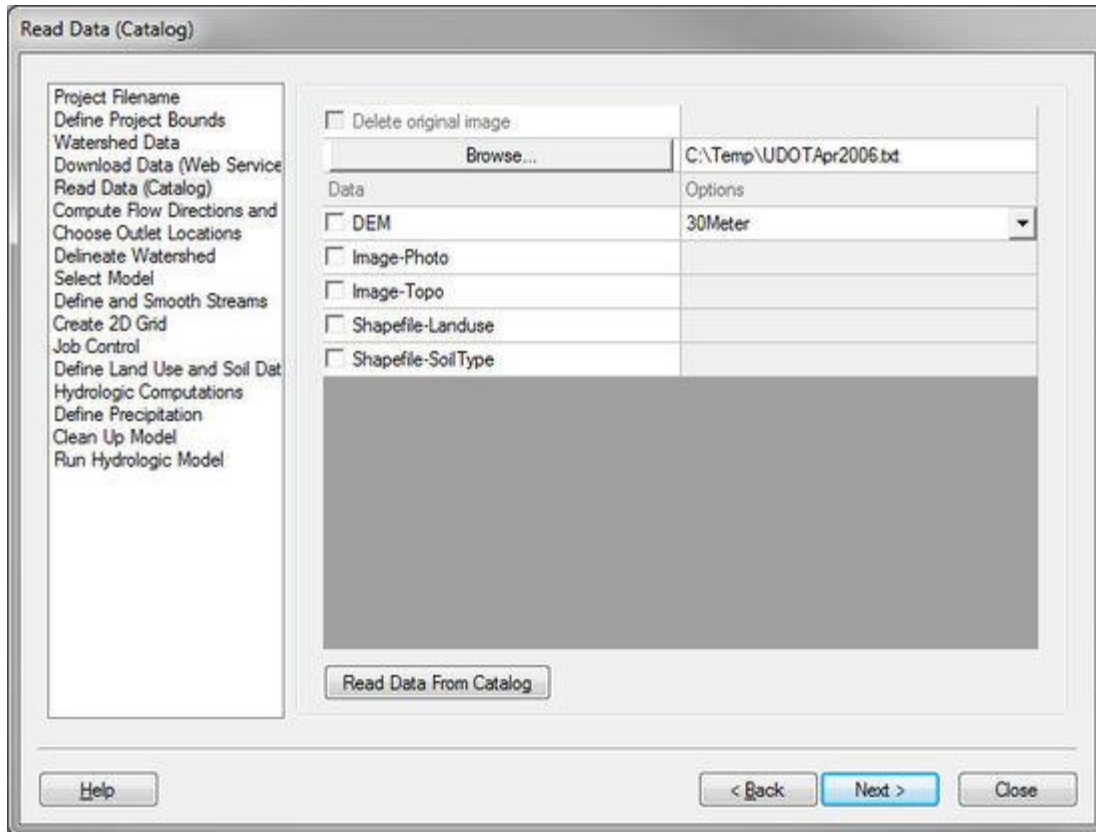 Read Data (Catalog)
Project Filename
Define Project Bounds
Watershed Data
Download Data (Web Service
Read Data (Catalog)
Compute Flow Directions and
Choose Outlet Locations
Delineate Watershed
Select Model
Define and Smooth Streams
Create 2D Grid
Job Control
Define Land Use and Soil Dat
Hydrologic Computations
Define Precipitation
Clean Up Model
Run Hydrologic Model
Delete original image
Browse... C:\Temp\UDOTApr2006.txt
Data Options
DEM 30Meter
Image-Photo
Image-Topo
Shapefile-Landuse
Shapefile-SoilType
Read Data From Catalog
Help < Back Next > Close